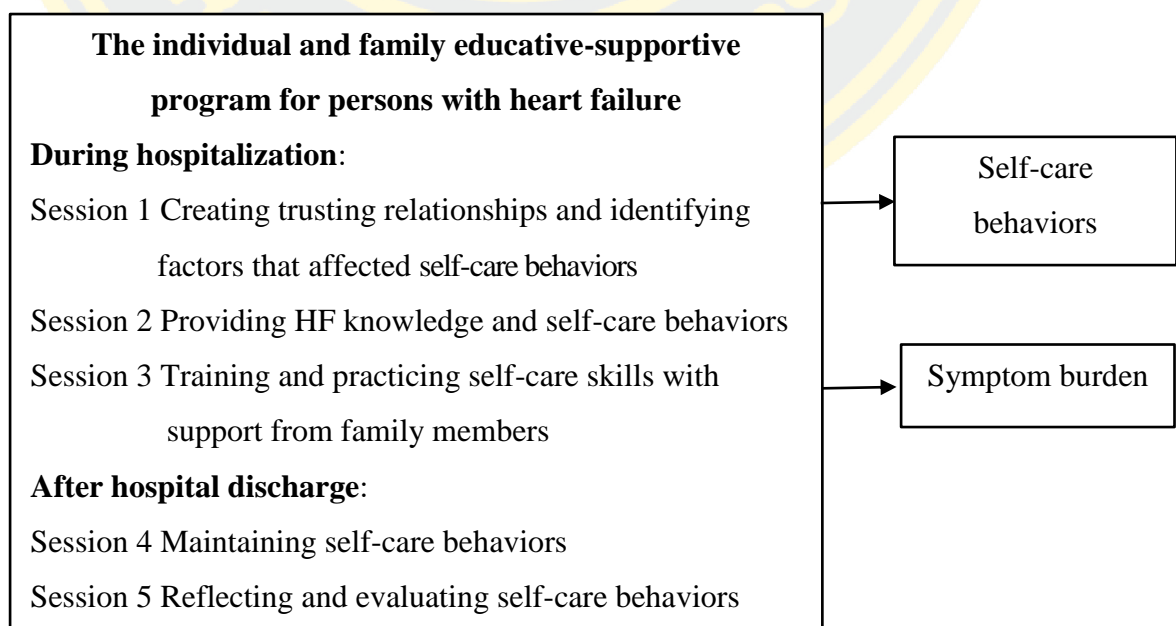 The individual and family educative-supportive
program for persons with heart failure
During hospitalization:
Session 1 Creating trusting relationships and identifying
factors that affected self-care behaviors
Session 2 Providing HF knowledge and self-care behaviors
Session 3 Training and practicing self-care skills with
support from family members
After hospital discharge:
Session 4 Maintaining self-care behaviors
Session 5 Reflecting and evaluating self-care behaviors
Self-care
behaviors
Symptom burden